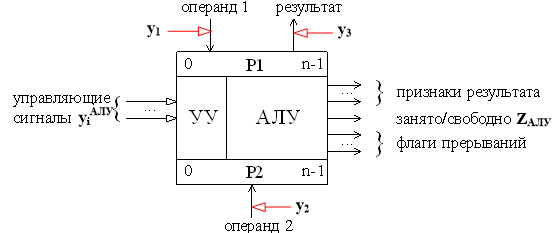 операнд 1 результат
y1 y3
0 P1 n-1
управляющие
сигналы yiАЛУ
...
УУ АЛУ
... признаки результата
занято/свободно ZАЛУ
... флаги прерываний
0 P2 n-1
y2
операнд 2